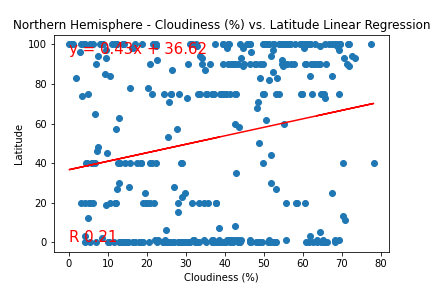 Northern Hemisphere - Cloudiness (%) vs. Latitude Linear Regression
y = 0.43x + 36.62
R 0.21
Latitude
100
80
60
40
20
0
0 10 20 30 40 50 60 70 80
Cloudiness (%)